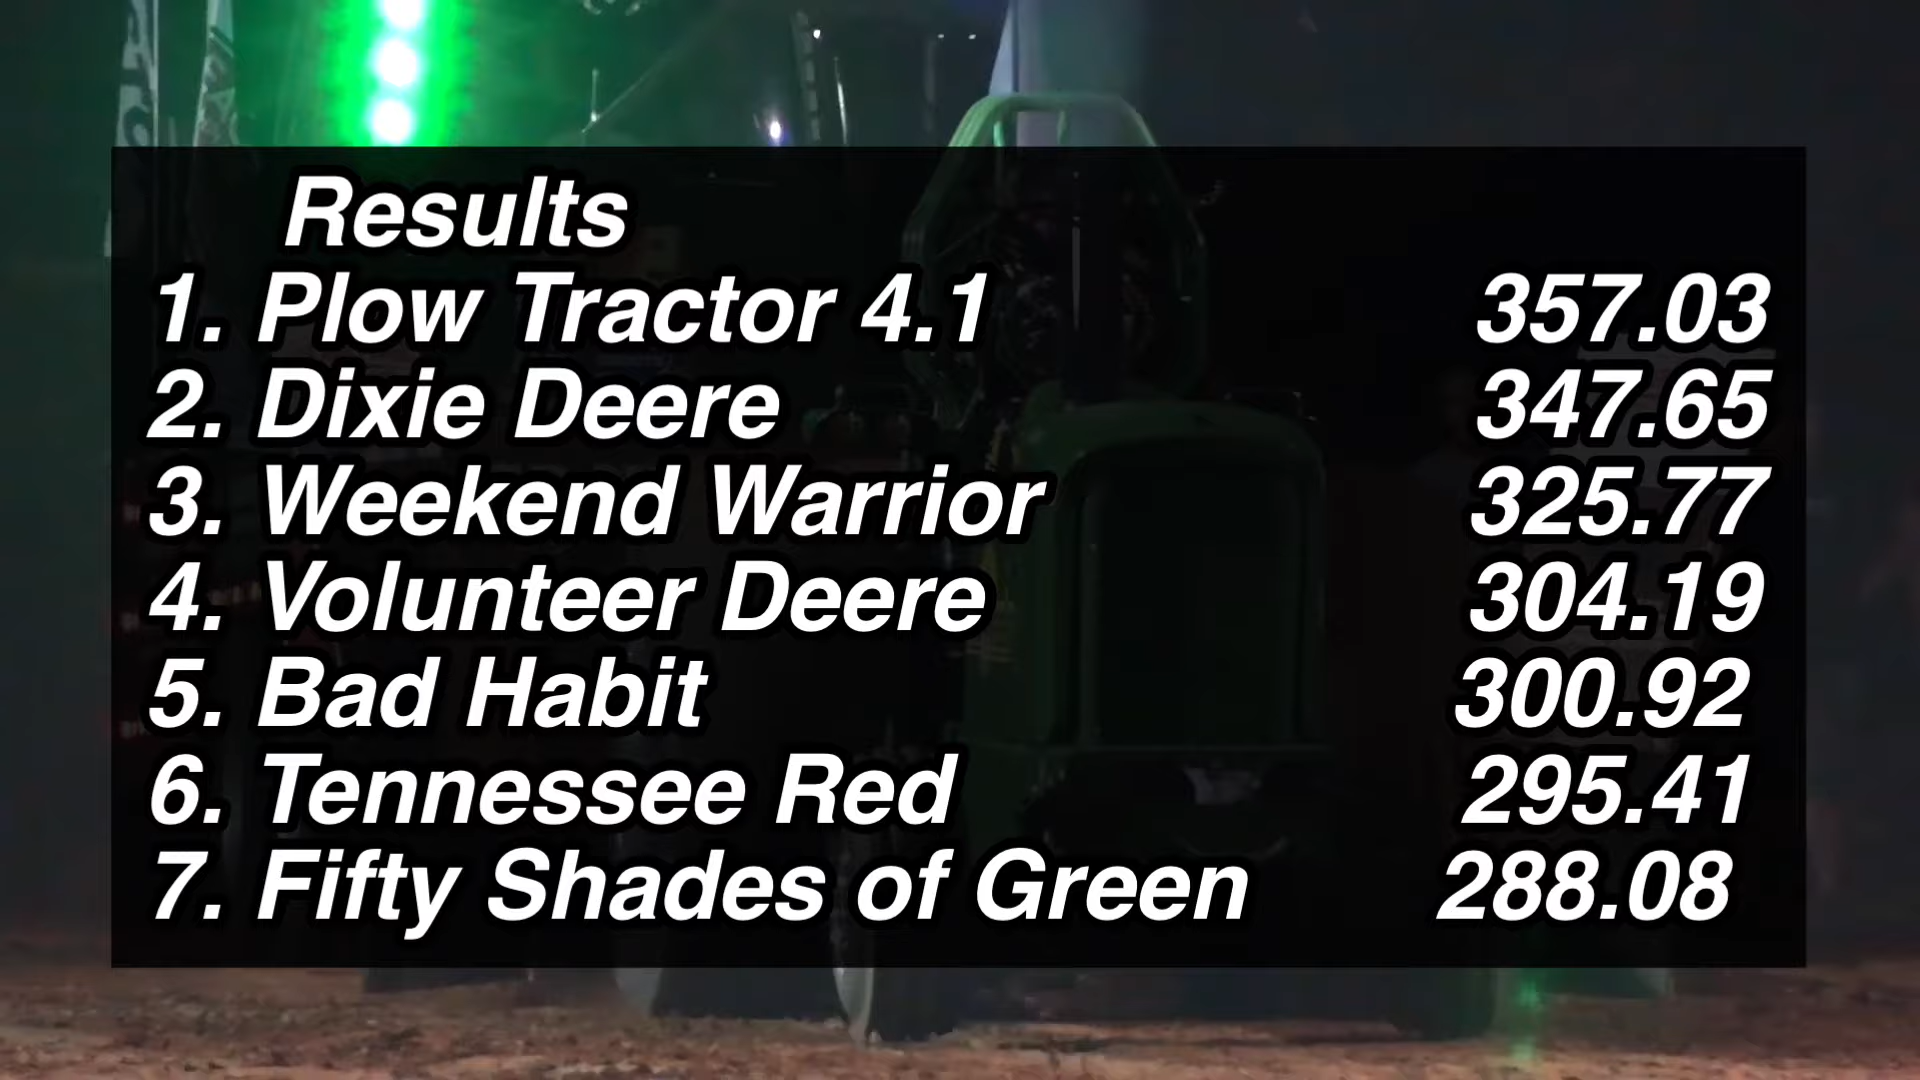 Results
1. Plow Tractor 4.1 357.03
2. Dixie Deere 347.65
3. Weekend Warrior 325.77
4. Volunteer Deere 304.19
5. Bad Habit 300.92
6. Tennessee Red 295.41
7. Fifty Shades of Green 288.08